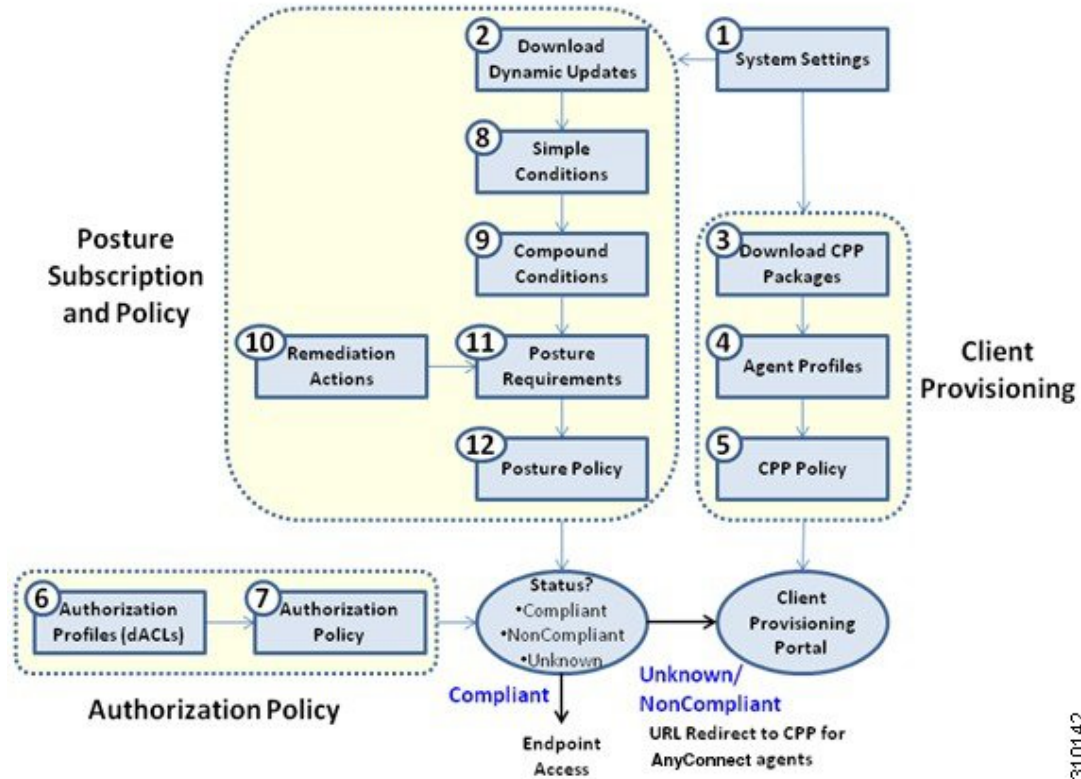 2
Download
Dynamic Updates
1
System Settings
8
Simple
Conditions
Posture
Subscription
and Policy
9
Compound
Conditions
3
Download CPP
Packages
10
Remediation
Actions
11
Posture
Requirements
4
Agent Profiles
Client
Provisioning
12
Posture Policy
5
CPP Policy
6
Authorization
Profiles (dACLs)
7
Authorization
Policy
Status?
•Compliant
•NonCompliant
•Unknown
Client
Provisioning
Portal
Authorization Policy
Compliant
Unknown/
NonCompliant
URL Redirect to CPP for
AnyConnect agents
Endpoint
Access
310142